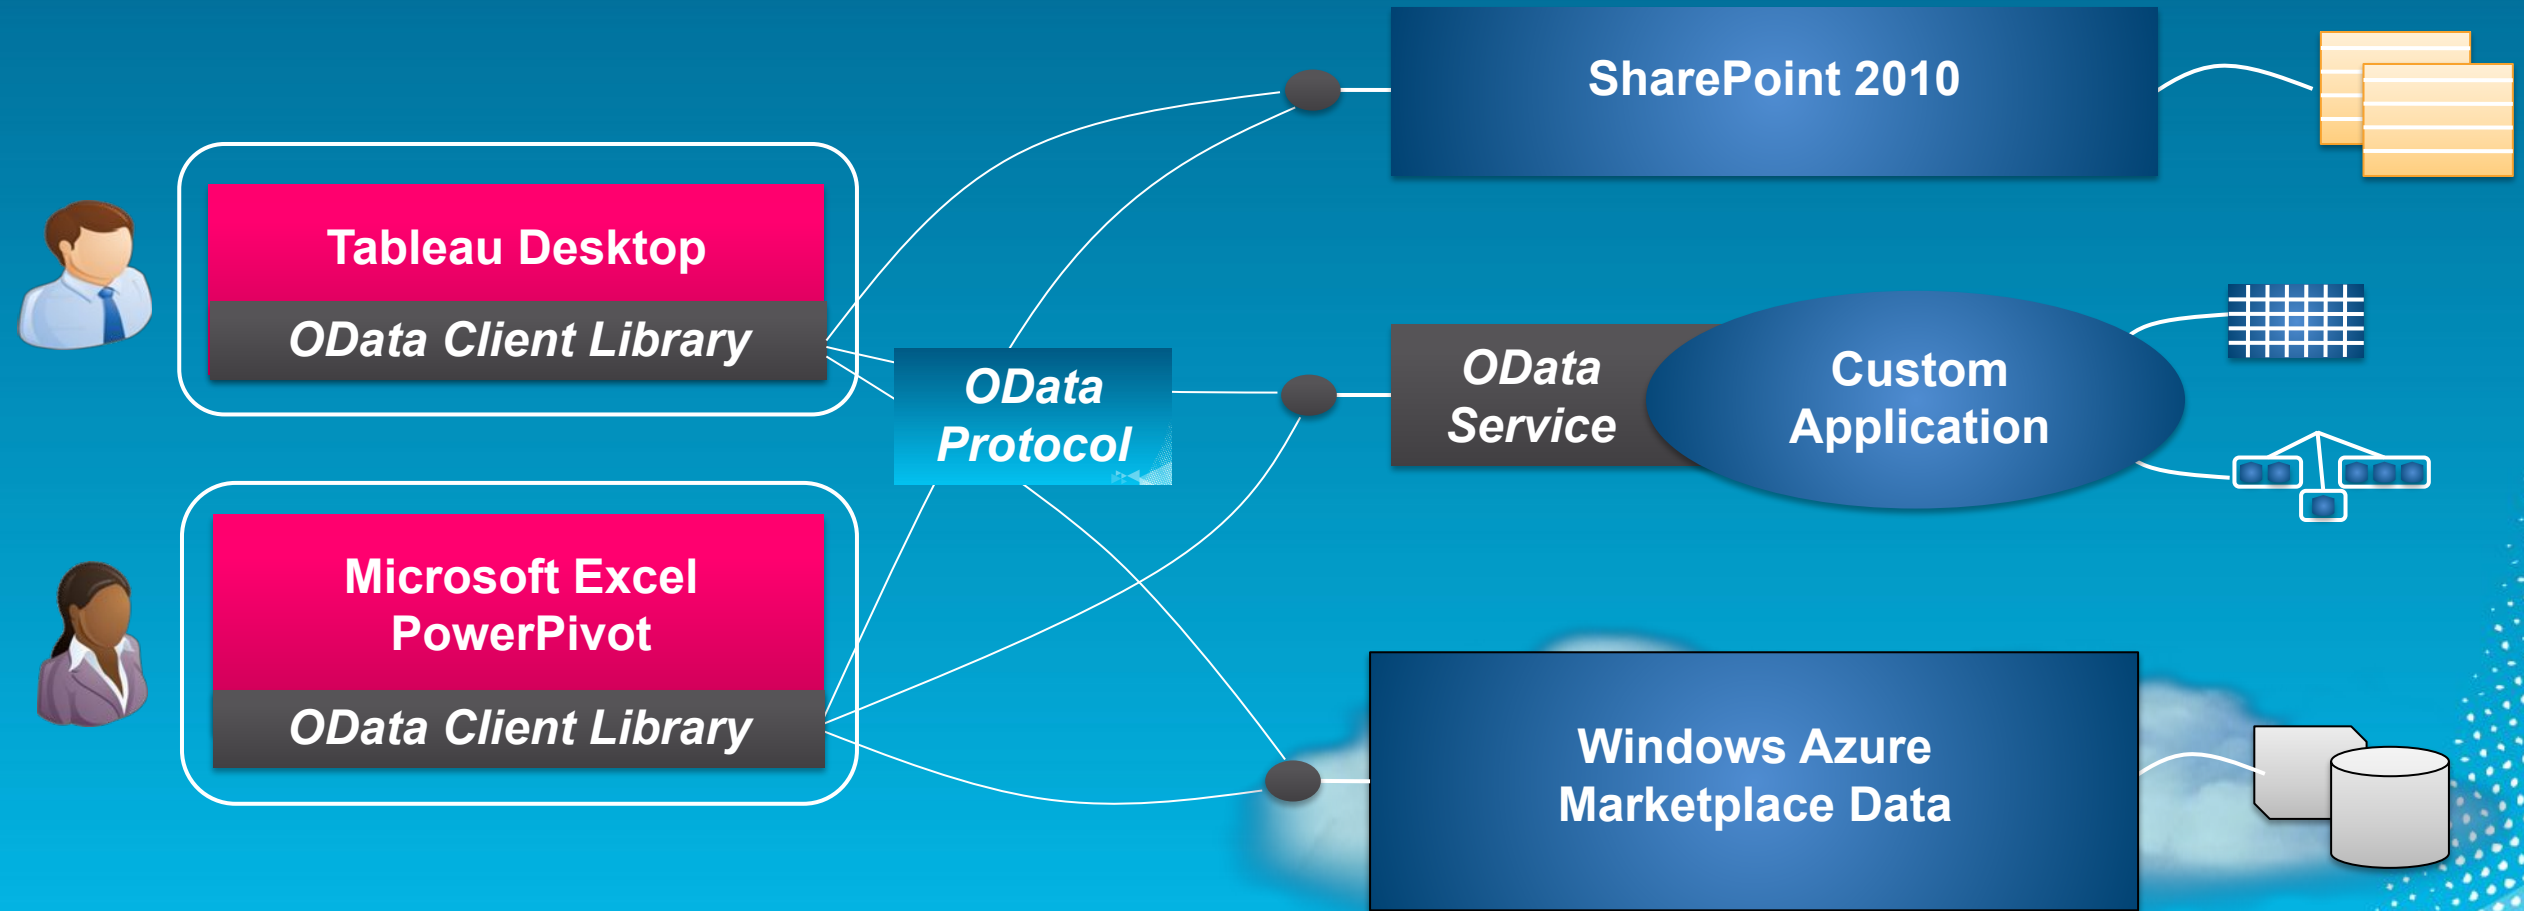 SharePoint 2010
Tableau Desktop
OData Client Library
OData
Protocol
OData
Service
Custom
Application
Microsoft Excel
PowerPivot
OData Client Library
Windows Azure
Marketplace Data